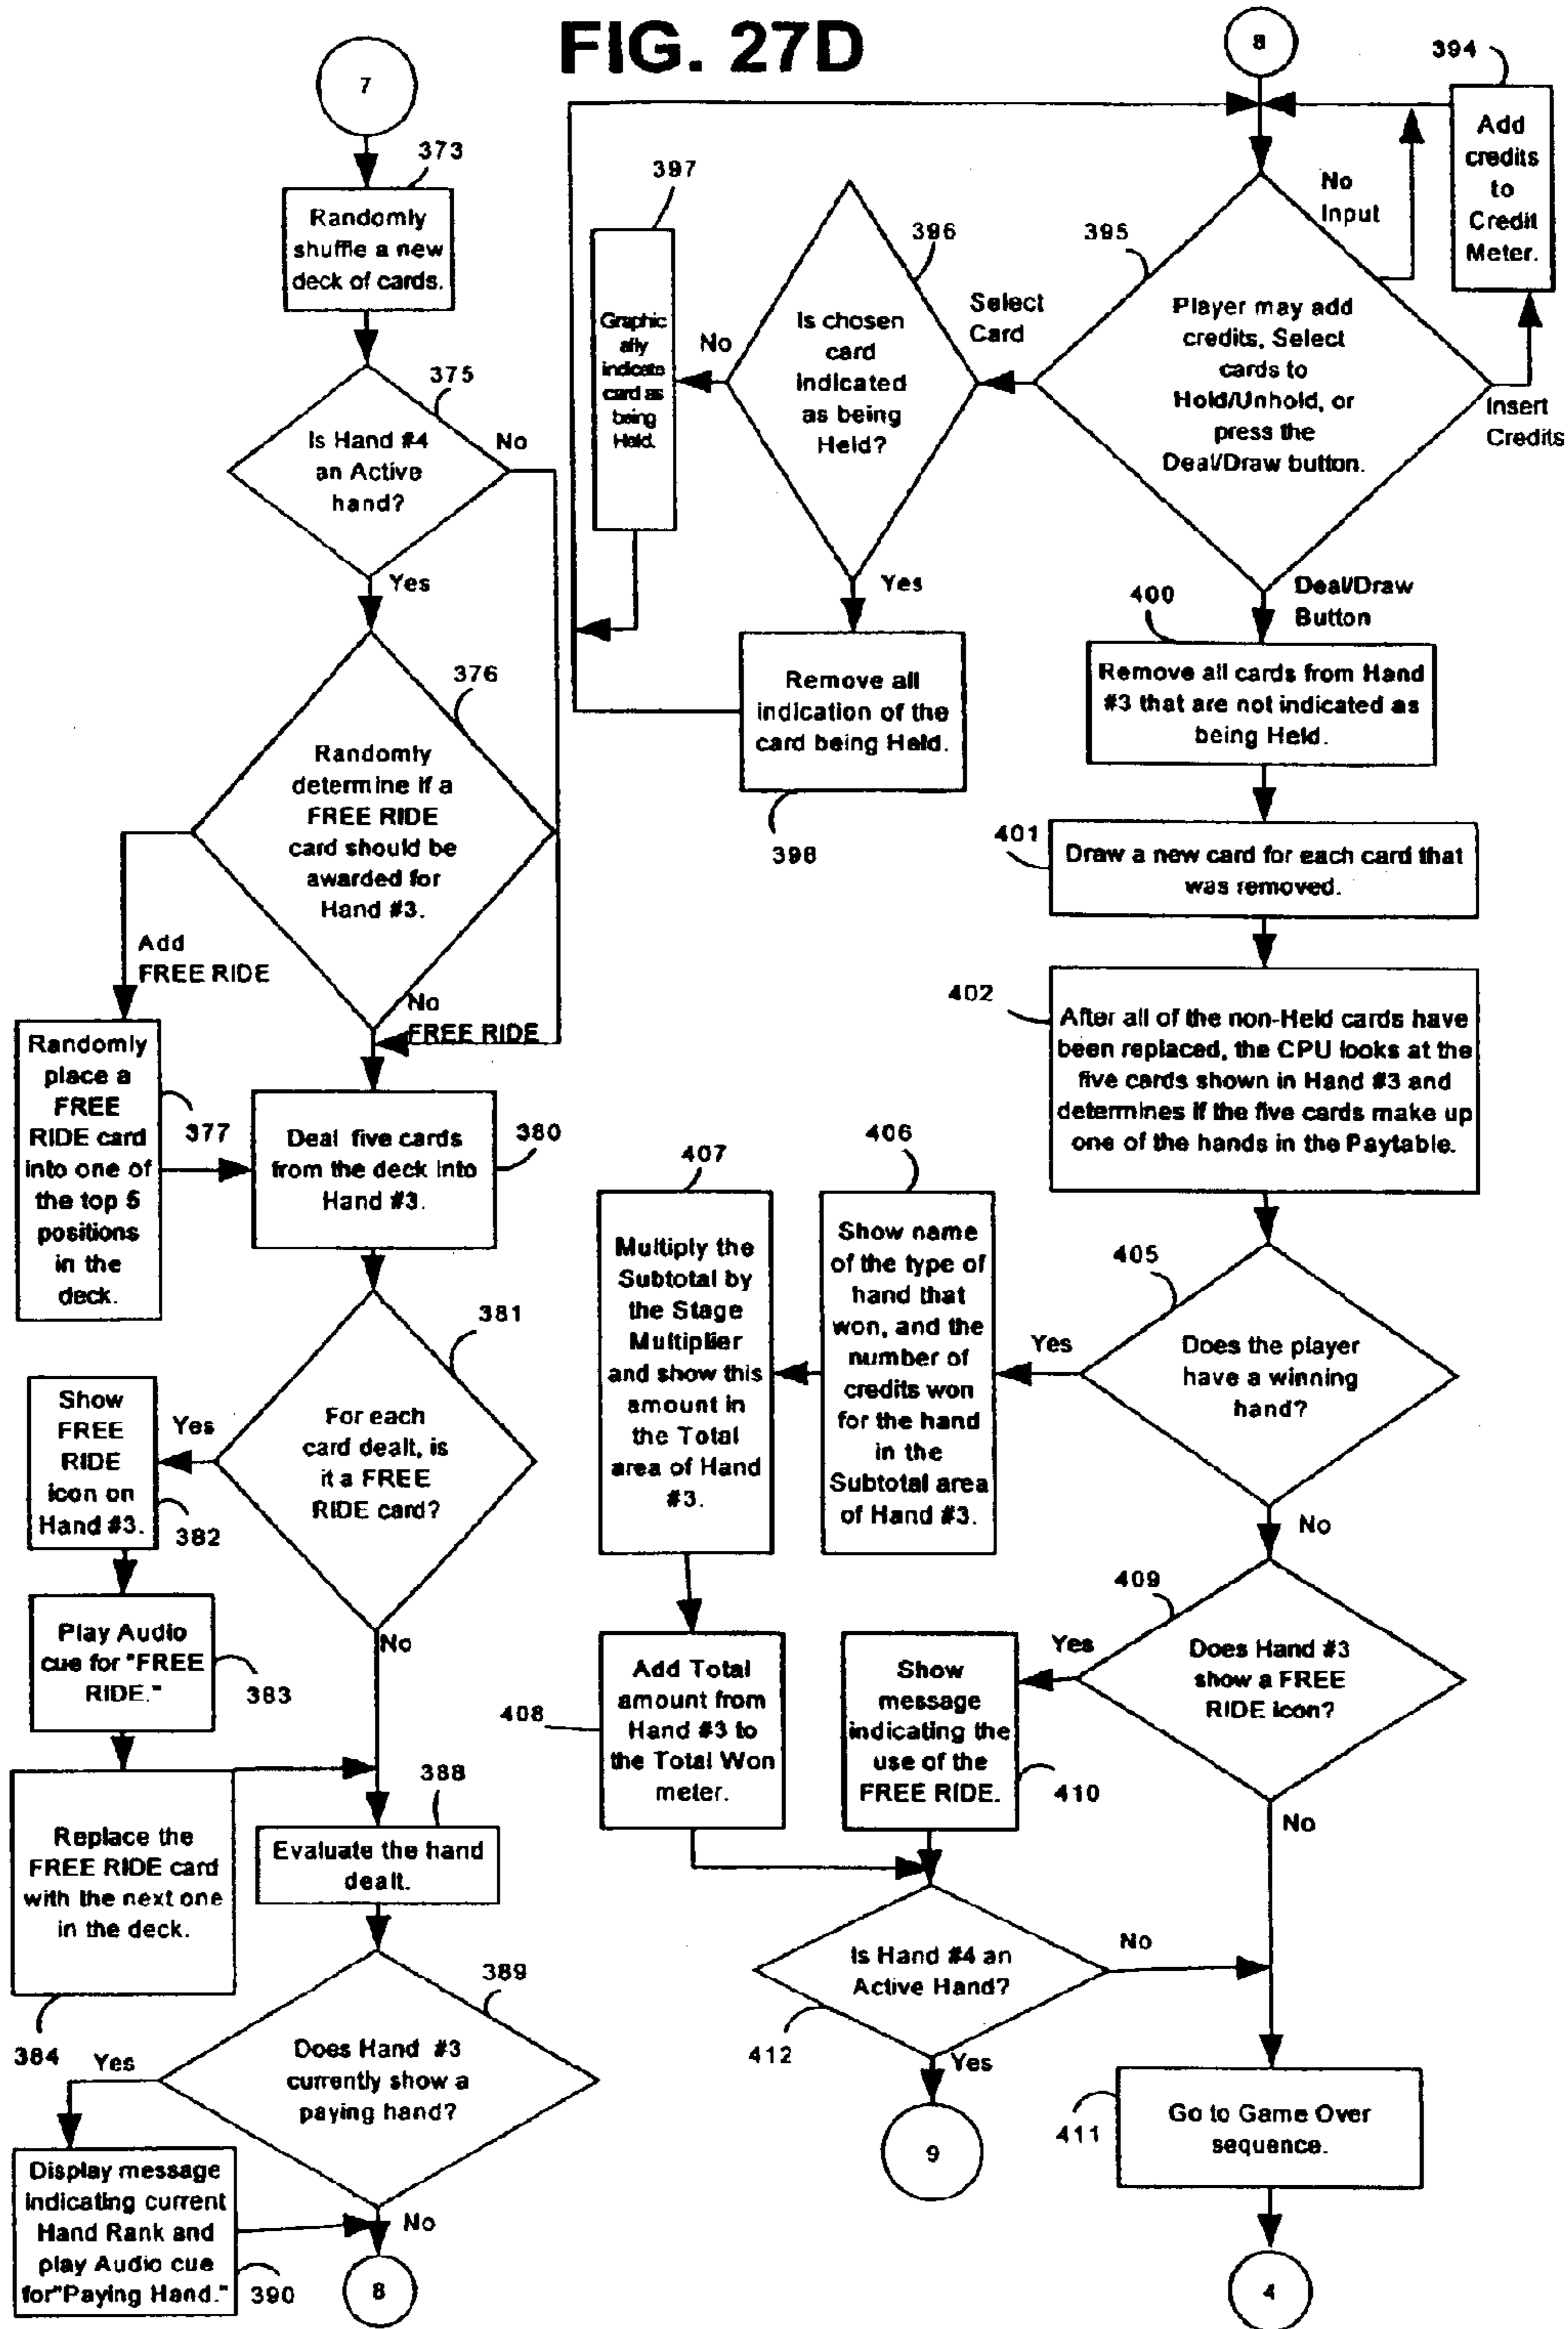 FIG. 27D
7
373
Randomly
shuffle a new
deck of cards.
375
Is Hand #4
an Active
hand?
No
Yes
376
Randomly
determine if a
FREE RIDE
card should be
awarded for
Hand #3.
Add
FREE RIDE
No
FREE RIDE
Randomly
place a
FREE
RIDE card
into one of
the top 5
positions
in the
deck.
377
Deal five cards
from the deck into
Hand #3.
380
381
For each
card dealt, is
it a FREE
RIDE card?
Yes
Show
FREE
RIDE
icon on
Hand #3.
382
No
Play Audio
cue for "FREE
RIDE."
383
Replace the
FREE RIDE card
with the next one
in the deck.
384
388
Evaluate the hand
dealt.
389
Does Hand #3
currently show a
paying hand?
Yes
Display message
indicating current
Hand Rank and
play Audio cue
for"Paying Hand."
390
No
8
8
394
Add
credits
to
Credit
Meter.
No
Input
395
Player may add
credits, Select
cards to
Hold/Unhold, or
press the
Deal/Draw button.
Insert
Credits
Select
Card
396
Is chosen
card
indicated
as being
Held?
No
397
Graphic
ally
indicate
card as
being
Held.
Yes
Remove all
indication of the
card being Held.
398
Deal/Draw
Button
400
Remove all cards from Hand
#3 that are not indicated as
being Held.
401
Draw a new card for each card that
was removed.
402
After all of the non-Held cards have
been replaced, the CPU looks at the
five cards shown in Hand #3 and
determines if the five cards make up
one of the hands in the Paytable.
405
Does the player
have a winning
hand?
Yes
406
Show name
of the type of
hand that
won, and the
number of
credits won
for the hand
in the
Subtotal area
of Hand #3.
407
Multiply the
Subtotal by
the Stage
Multiplier
and show this
amount in
the Total
area of Hand
#3.
408
Add Total
amount from
Hand #3 to
the Total Won
meter.
No
409
Does Hand #3
show a FREE
RIDE icon?
Yes
Show
message
indicating the
use of the
FREE RIDE.
410
No
Is Hand #4 an
Active Hand?
412
No
Yes
9
411
Go to Game Over
sequence.
4